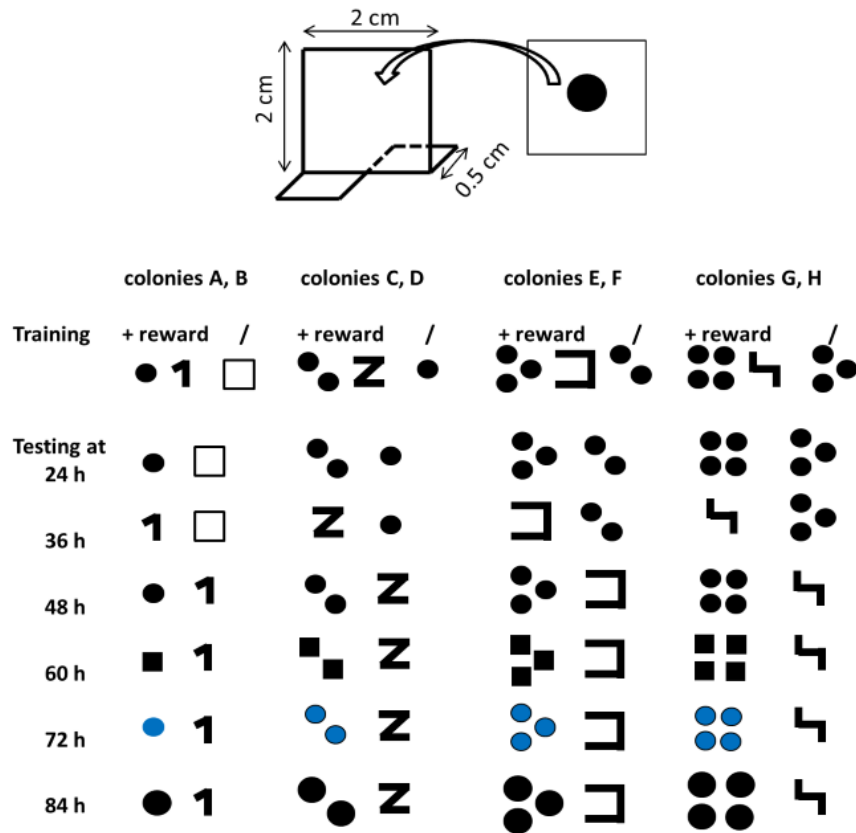 2 cm
2 cm
0.5 cm
colonies A, B colonies C, D colonies E, F colonies G, H
Training + reward / + reward / + reward / + reward /
1 N
Testing at
24 h
36 h 1 N
48 h 1 N
60 h 1 N
72 h 1 N
84 h 1 N